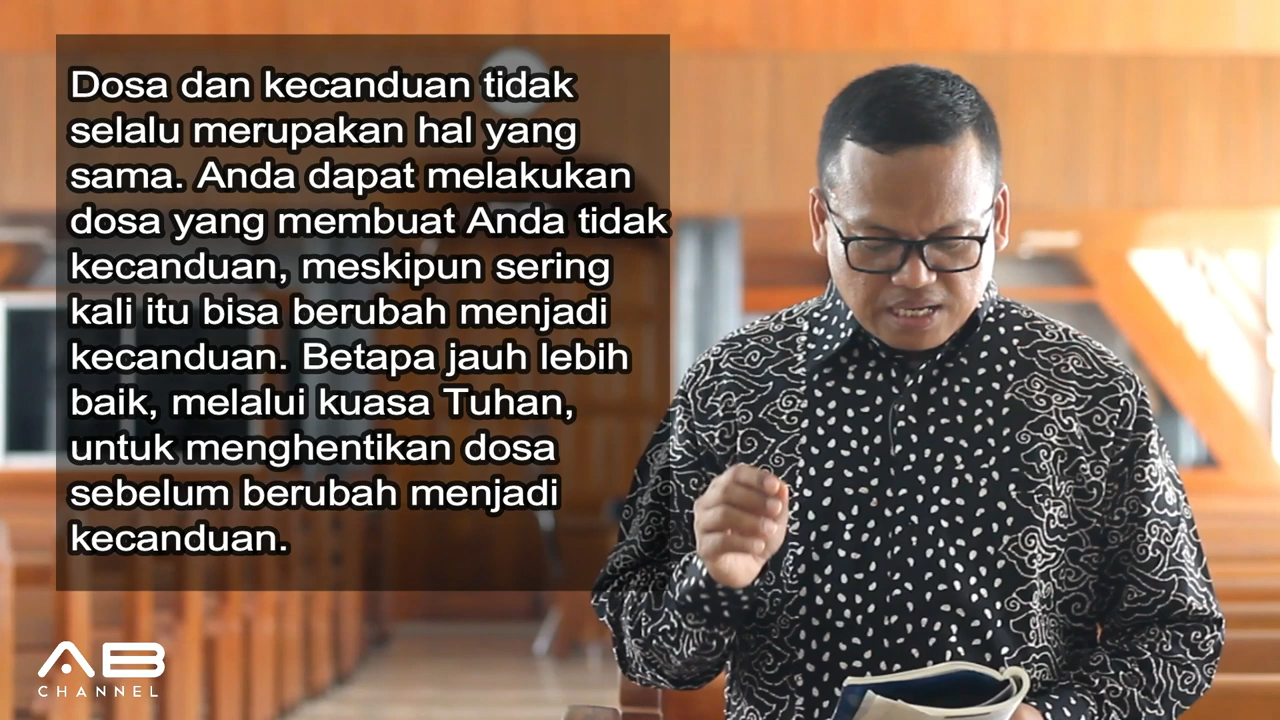 Dosa dan kecanduan tidak
selalu merupakan hal yang
sama. Anda dapat melakukan
dosa yang membuat Anda tidak
kecanduan, meskipun sering
kali itu bisa berubah menjadi
kecanduan. Betapa jauh lebih
baik, melalui kuasa Tuhan,
untuk menghentikan dosa
sebelum berubah menjadi
kecanduan.
AB
CHANNEL